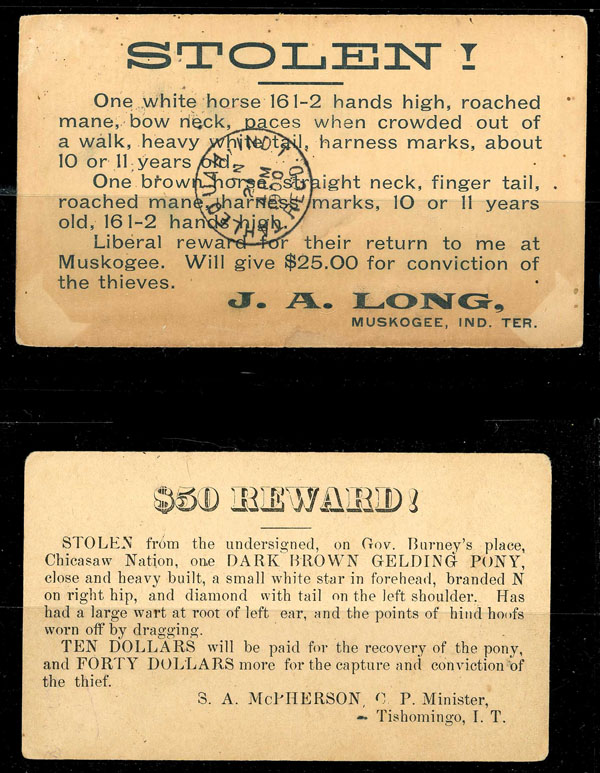 STOLEN!
One white horse 161-2 hands high, roached
mane, bow neck, paces when crowded out of
a walk, heavy white tail, harness marks, about
10 or 11 years old.
One brown horse, straight neck, finger tail,
roached mane, harness marks, 10 or 11 years
old, 161-2 hands high.
Liberal reward for their return to me at
Muskogee. Will give $25.00 for conviction of
the thieves.
J. A. LONG,
MUSKOGEE, IND. TER.
TAHLEQUAH, IND. T.
REC'D
$50 REWARD!
STOLEN from the undersigned, on Gov. Burney's place,
Chicasaw Nation, one DARK BROWN GELDING PONY,
close and heavy built, a small white star in forehead, branded N
on right hip, and diamond with tail on the left shoulder. Has
had a large wart at root of left ear, and the points of hind hoofs
worn off by dragging.
TEN DOLLARS will be paid for the recovery of the pony,
and FORTY DOLLARS more for the capture and conviction of
the thief.
S. A. McPHERSON, C. P. Minister,
Tishomingo, I. T.